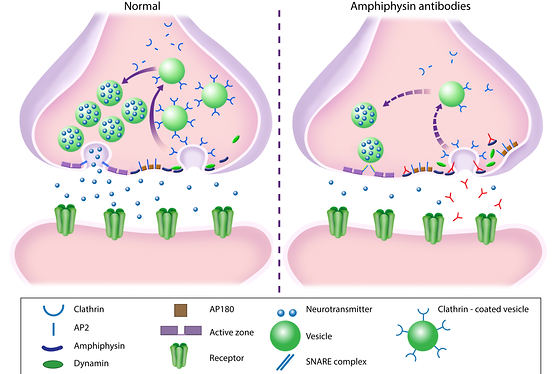 Normal
Amphiphysin antibodies
Clathrin
AP2
Amphiphysin
Dynamin
AP180
Active zone
Receptor
Neurotransmitter
Vesicle
SNARE complex
Clathrin - coated vesicle